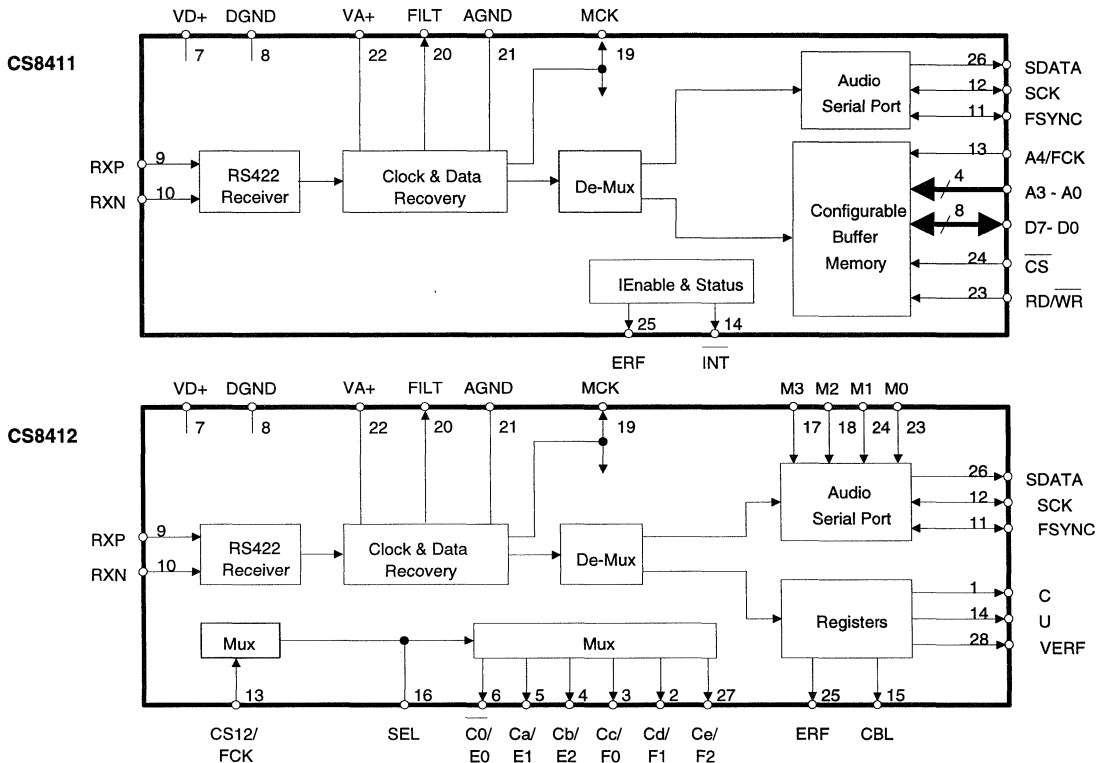 VD+ DGND VA+ FILT AGND MCK
7 8 22 20 21 19
CS8411
Audio
Serial Port
26 SDATA
12 SCK
11 FSYNC
RXP 9
RXN 10
RS422
Receiver
Clock & Data
Recovery
De-Mux
Configurable
Buffer
Memory
13 A4/FCK
4 A3 - A0
8 D7- D0
24 C̅S̅
23 RD/W̅R̅
IEnable & Status
25 14
ERF I̅N̅T̅
VD+ DGND VA+ FILT AGND MCK M3 M2 M1 M0
7 8 22 20 21 19 17 18 24 23
CS8412
Audio
Serial Port
26 SDATA
12 SCK
11 FSYNC
RXP 9
RXN 10
RS422
Receiver
Clock & Data
Recovery
De-Mux
Registers
1 C
14 U
28 VERF
Mux Mux
13 16 6 5 4 3 2 27 25 15
CS12/ SEL C̅0̅/ Ca/ Cb/ Cc/ Cd/ Ce/ ERF CBL
FCK E0 E1 E2 F0 F1 F2